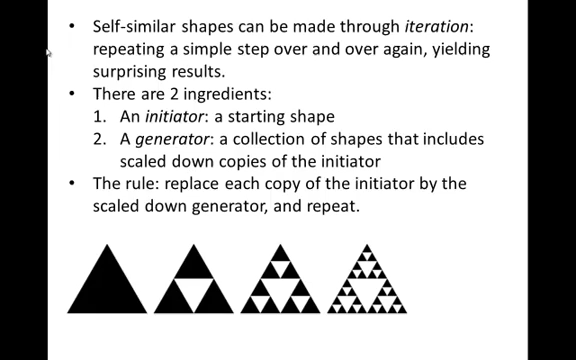 • Self-similar shapes can be made through iteration:
repeating a simple step over and over again, yielding
surprising results.
• There are 2 ingredients:
1. An initiator: a starting shape
2. A generator: a collection of shapes that includes
scaled down copies of the initiator
• The rule: replace each copy of the initiator by the
scaled down generator, and repeat.